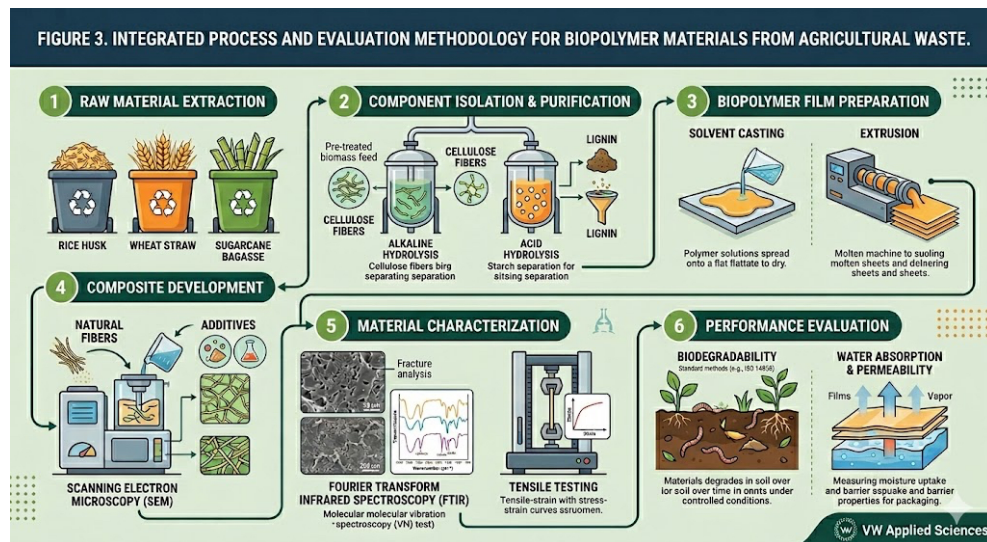 FIGURE 3. INTEGRATED PROCESS AND EVALUATION METHODOLOGY FOR BIOPOLYMER MATERIALS FROM AGRICULTURAL WASTE.
1 RAW MATERIAL EXTRACTION
RICE HUSK
WHEAT STRAW
SUGARCANE
BAGASSE
2 COMPONENT ISOLATION & PURIFICATION
Pre-treated
biomass feed
CELLULOSE
FIBERS
CELLULOSE
FIBERS
LIGNIN
LIGNIN
ALKALINE
HYDROLYSIS
Cellulose fibers birg
separating separation
ACID
HYDROLYSIS
Starch separation for
sitsing separation
3 BIOPOLYMER FILM PREPARATION
SOLVENT CASTING
Polymer solutions spread
onto a flat flattate to dry.
EXTRUSION
Molten machine to suoling
molten sheets and delnering
sheets and sheets.
4 COMPOSITE DEVELOPMENT
NATURAL
FIBERS
ADDITIVES
SCANNING ELECTRON
MICROSCOPY (SEM)
5 MATERIAL CHARACTERIZATION
Fracture
analysis
FOURIER TRANSFORM
INFRARED SPECTROSCOPY (FTIR)
Molecular molecular vibration
-spectroscopy (VN) test)
TENSILE TESTING
Tensile-strain with stress-
strain curves ssruomen.
6 PERFORMANCE EVALUATION
BIODEGRADABILITY
Standard methods (e.g., ISO 14856)
Materials degrades in soil over
ior soil over time in onnts under
controlled conditions.
WATER ABSORPTION
& PERMEABILITY
Films
Vapor
Measuring moisture uptake
and barrier sspuake and barrier
properties for packaging.
VW VW Applied Sciences